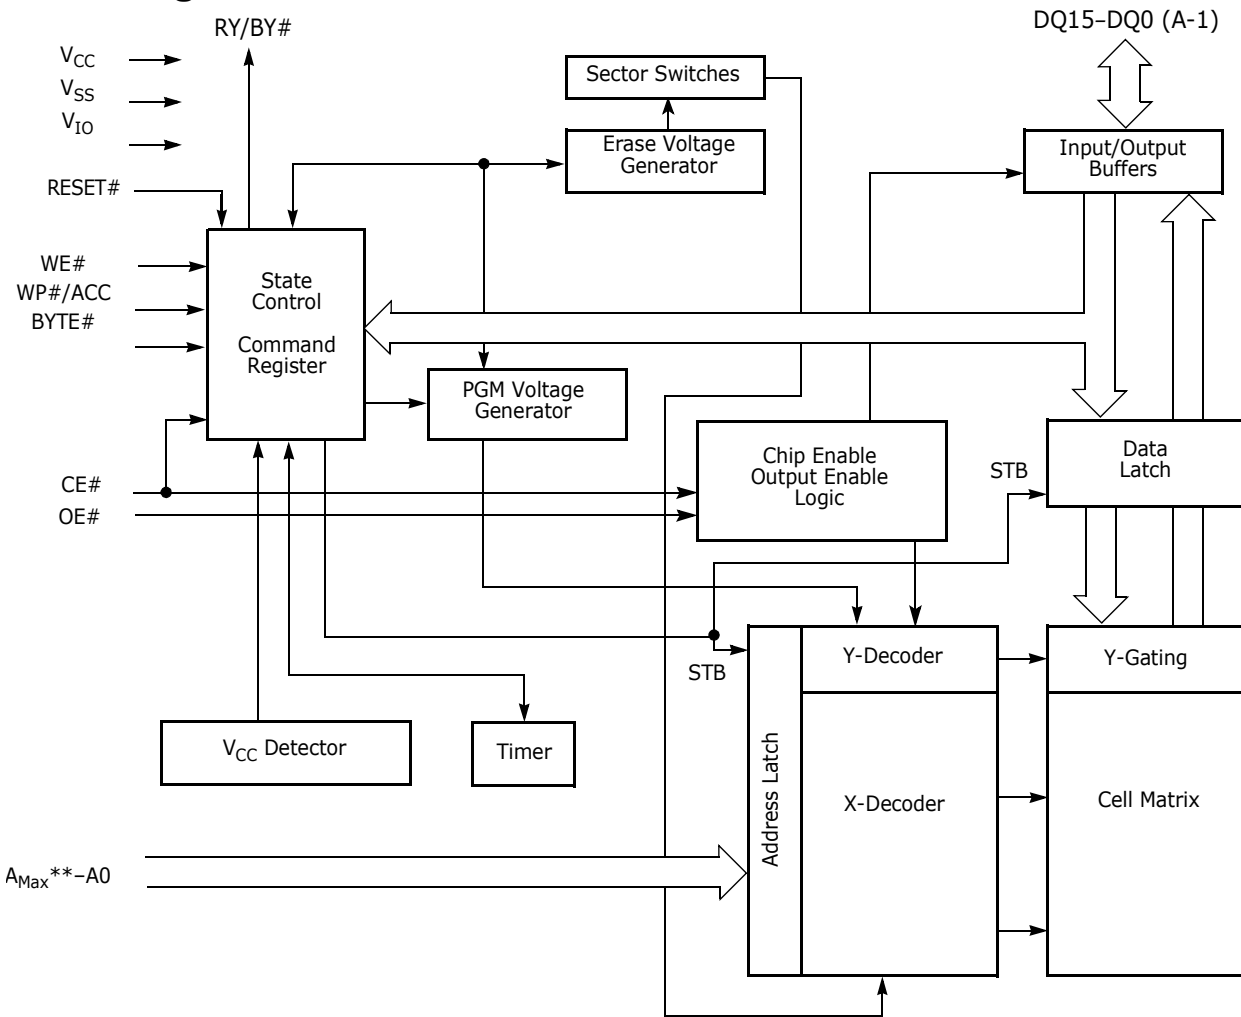 RY/BY#
DQ15–DQ0 (A-1)
VCC
VSS
VIO
RESET#
WE#
WP#/ACC
BYTE#
CE#
OE#
AMax**–A0
Sector Switches
Erase Voltage
Generator
Input/Output
Buffers
State
Control
Command
Register
PGM Voltage
Generator
Chip Enable
Output Enable
Logic
STB
Data
Latch
STB
Y-Decoder
Y-Gating
VCC Detector
Timer
Address Latch
X-Decoder
Cell Matrix